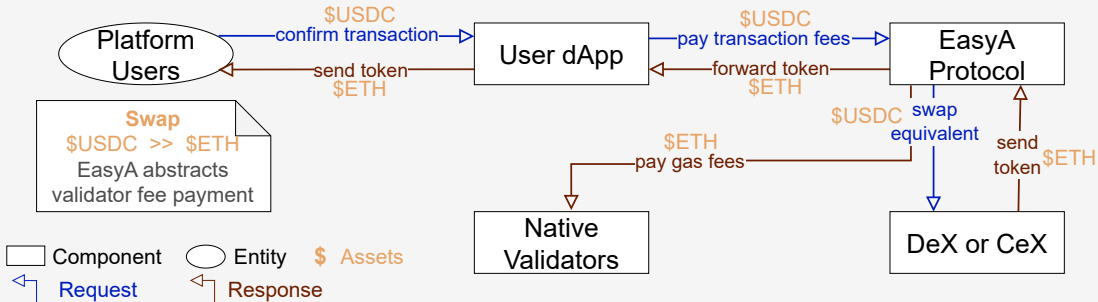 $USDC
confirm transaction
$USDC
pay transaction fees
Platform
Users
User dApp
EasyA
Protocol
send token
$ETH
forward token
$ETH
Swap
$USDC >> $ETH
EasyA abstracts
validator fee payment
$USDC
swap
equivalent
$ETH
pay gas fees
send
token
$ETH
Native
Validators
DeX or CeX
Component
Entity
$ Assets
Request
Response